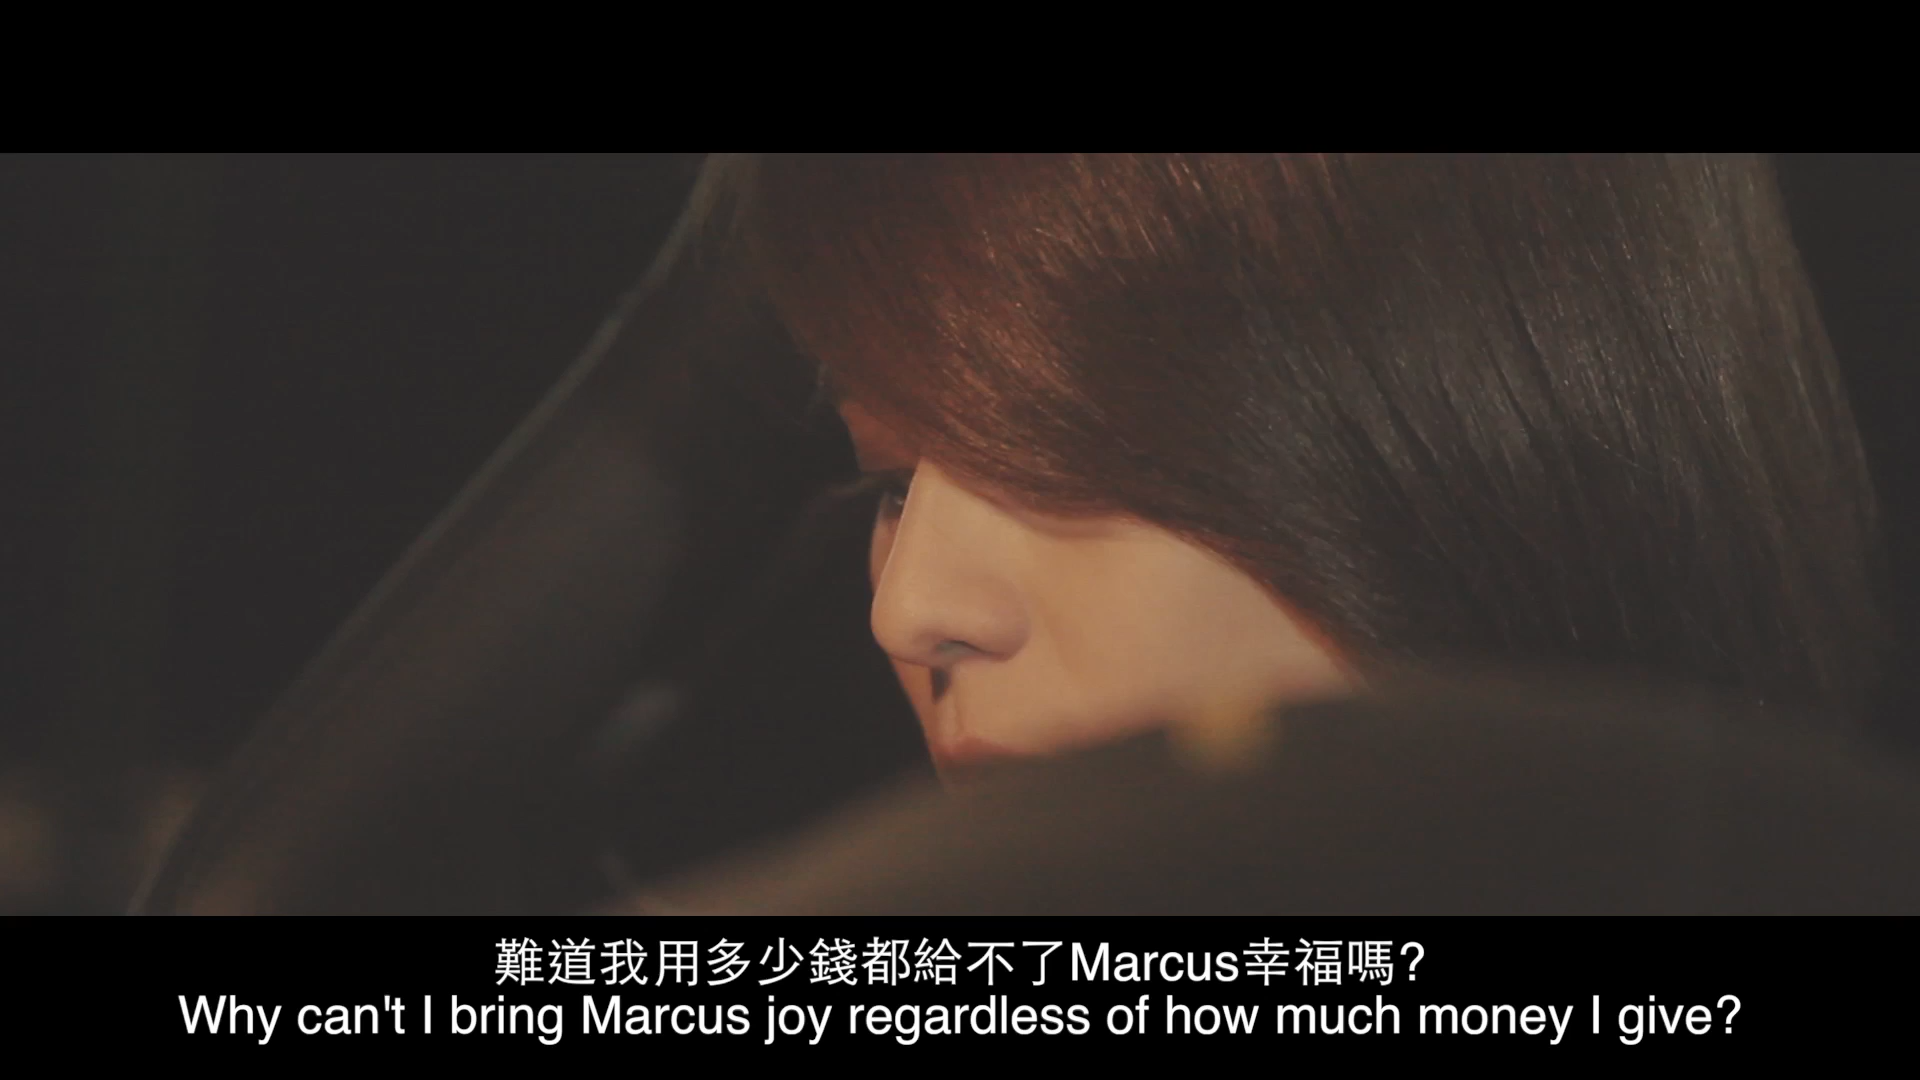 難道我用多少錢都給不了Marcus幸福嗎?
Why can't I bring Marcus joy regardless of how much money I give?